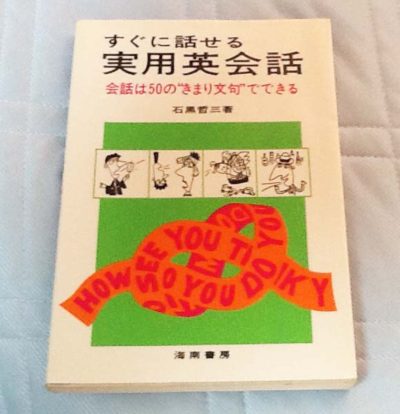 すぐに話せる
実用英会話
会話は50の"きまり文句"でできる
石黒哲三著
HOW
SEE YOU
SO YOU DO
YOU
海南書房